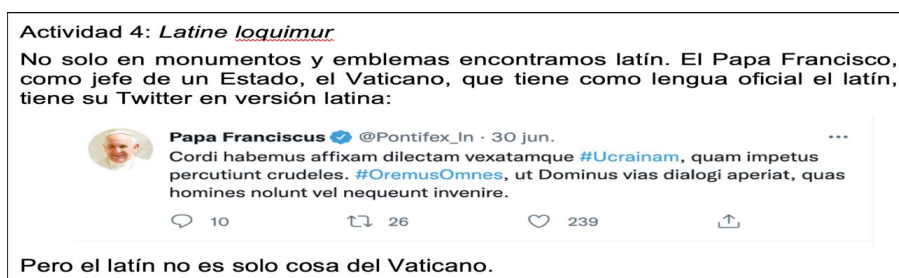 Actividad 4: Latine loquimur
No solo en monumentos y emblemas encontramos latín. El Papa Francisco,
como jefe de un Estado, el Vaticano, que tiene como lengua oficial el latín,
tiene su Twitter en versión latina:
Papa Franciscus @Pontifex_ln · 30 jun. ...
Cordi habemus affixam dilectam vexatamque #Ucrainam, quam impetus
percutiunt crudeles. #OremusOmnes, ut Dominus vias dialogi aperiat, quas
homines nolunt vel nequeunt invenire.
10 26 239
Pero el latín no es solo cosa del Vaticano.